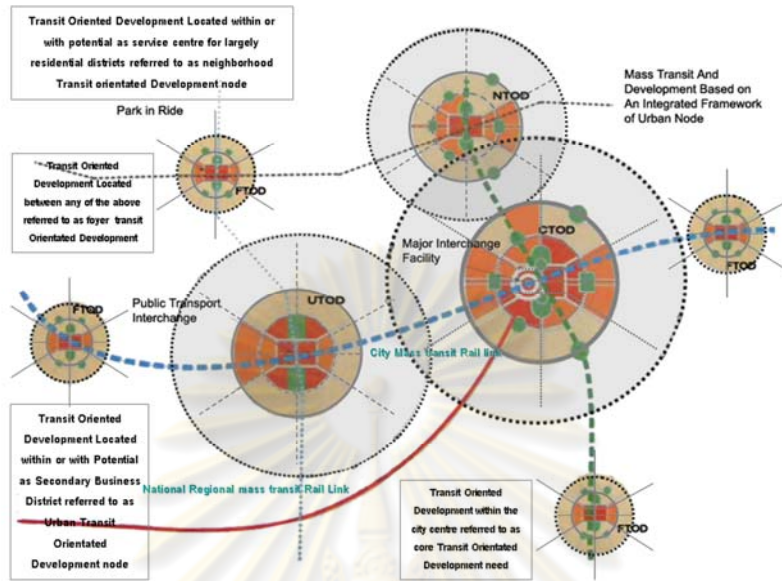 Transit Oriented Development Located within or
with potential as service centre for largely
residential districts referred to as neighborhood
Transit orientated Development node
Park in Ride
NTOD
Mass Transit And
Development Based on
An Integrated Framework
of Urban Node
Transit Oriented
Development Located
between any of the above
referred to as foyer transit
Orientated Development
FTOD
CTOD
Major Interchange
Facility
FTOD
FTOD
Public Transport
Interchange
UTOD
City Mass transit Rail link
Transit Oriented
Development Located
within or with Potential
as Secondary Business
District referred to as
Urban Transit
Orientated
Development node
National Regional mass transit Rail Link
Transit Oriented
Development within the
city centre referred to as
core Transit Orientated
Development need
FTOD